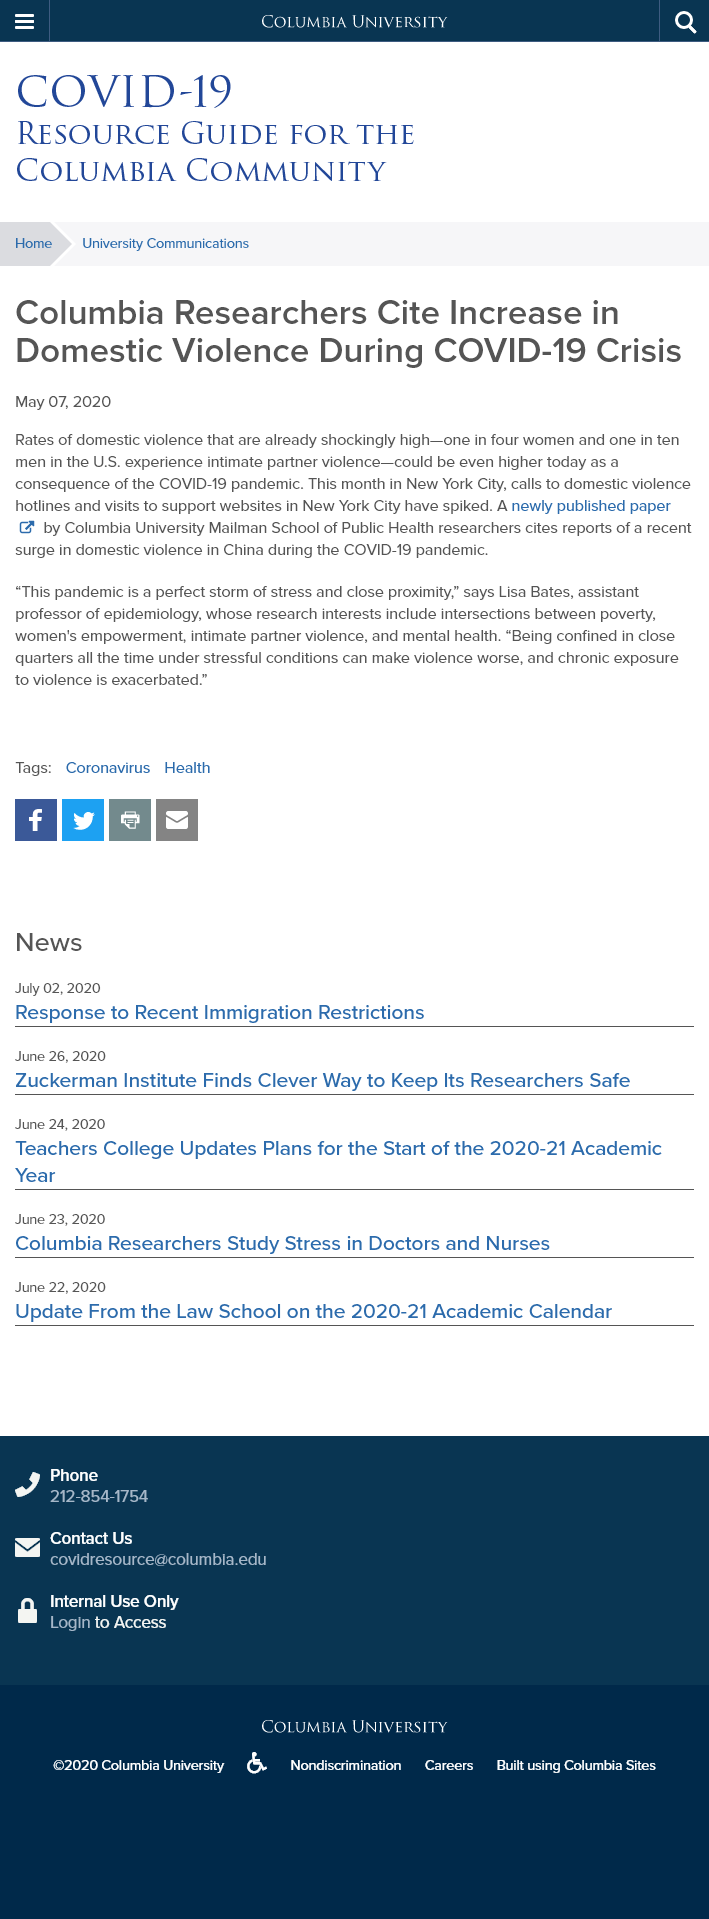 Columbia University
COVID-19
Resource Guide for the
Columbia Community
Home
University Communications
Columbia Researchers Cite Increase in
Domestic Violence During COVID-19 Crisis
May 07, 2020
Rates of domestic violence that are already shockingly high—one in four women and one in ten
men in the U.S. experience intimate partner violence—could be even higher today as a
consequence of the COVID-19 pandemic. This month in New York City, calls to domestic violence
hotlines and visits to support websites in New York City have spiked. A newly published paper
by Columbia University Mailman School of Public Health researchers cites reports of a recent
surge in domestic violence in China during the COVID-19 pandemic.
“This pandemic is a perfect storm of stress and close proximity,” says Lisa Bates, assistant
professor of epidemiology, whose research interests include intersections between poverty,
women's empowerment, intimate partner violence, and mental health. “Being confined in close
quarters all the time under stressful conditions can make violence worse, and chronic exposure
to violence is exacerbated.”
Tags: Coronavirus Health
News
July 02, 2020
Response to Recent Immigration Restrictions
June 26, 2020
Zuckerman Institute Finds Clever Way to Keep Its Researchers Safe
June 24, 2020
Teachers College Updates Plans for the Start of the 2020-21 Academic
Year
June 23, 2020
Columbia Researchers Study Stress in Doctors and Nurses
June 22, 2020
Update From the Law School on the 2020-21 Academic Calendar
Phone
212-854-1754
Contact Us
covidresource@columbia.edu
Internal Use Only
Login to Access
Columbia University
©2020 Columbia University Nondiscrimination Careers Built using Columbia Sites